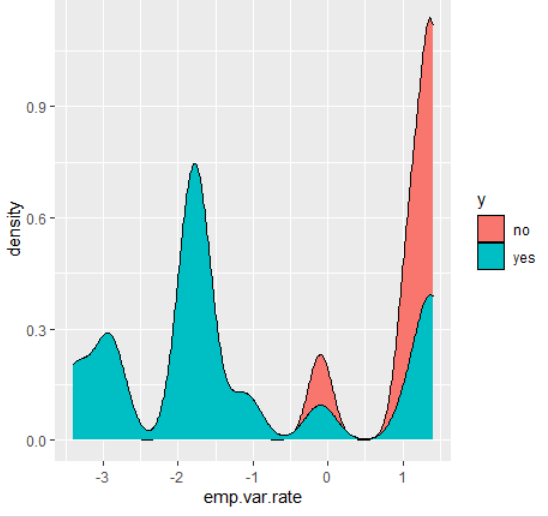 0.9
0.6
0.3
0.0
density
-3 -2 -1 0 1
emp.var.rate
y
no
yes